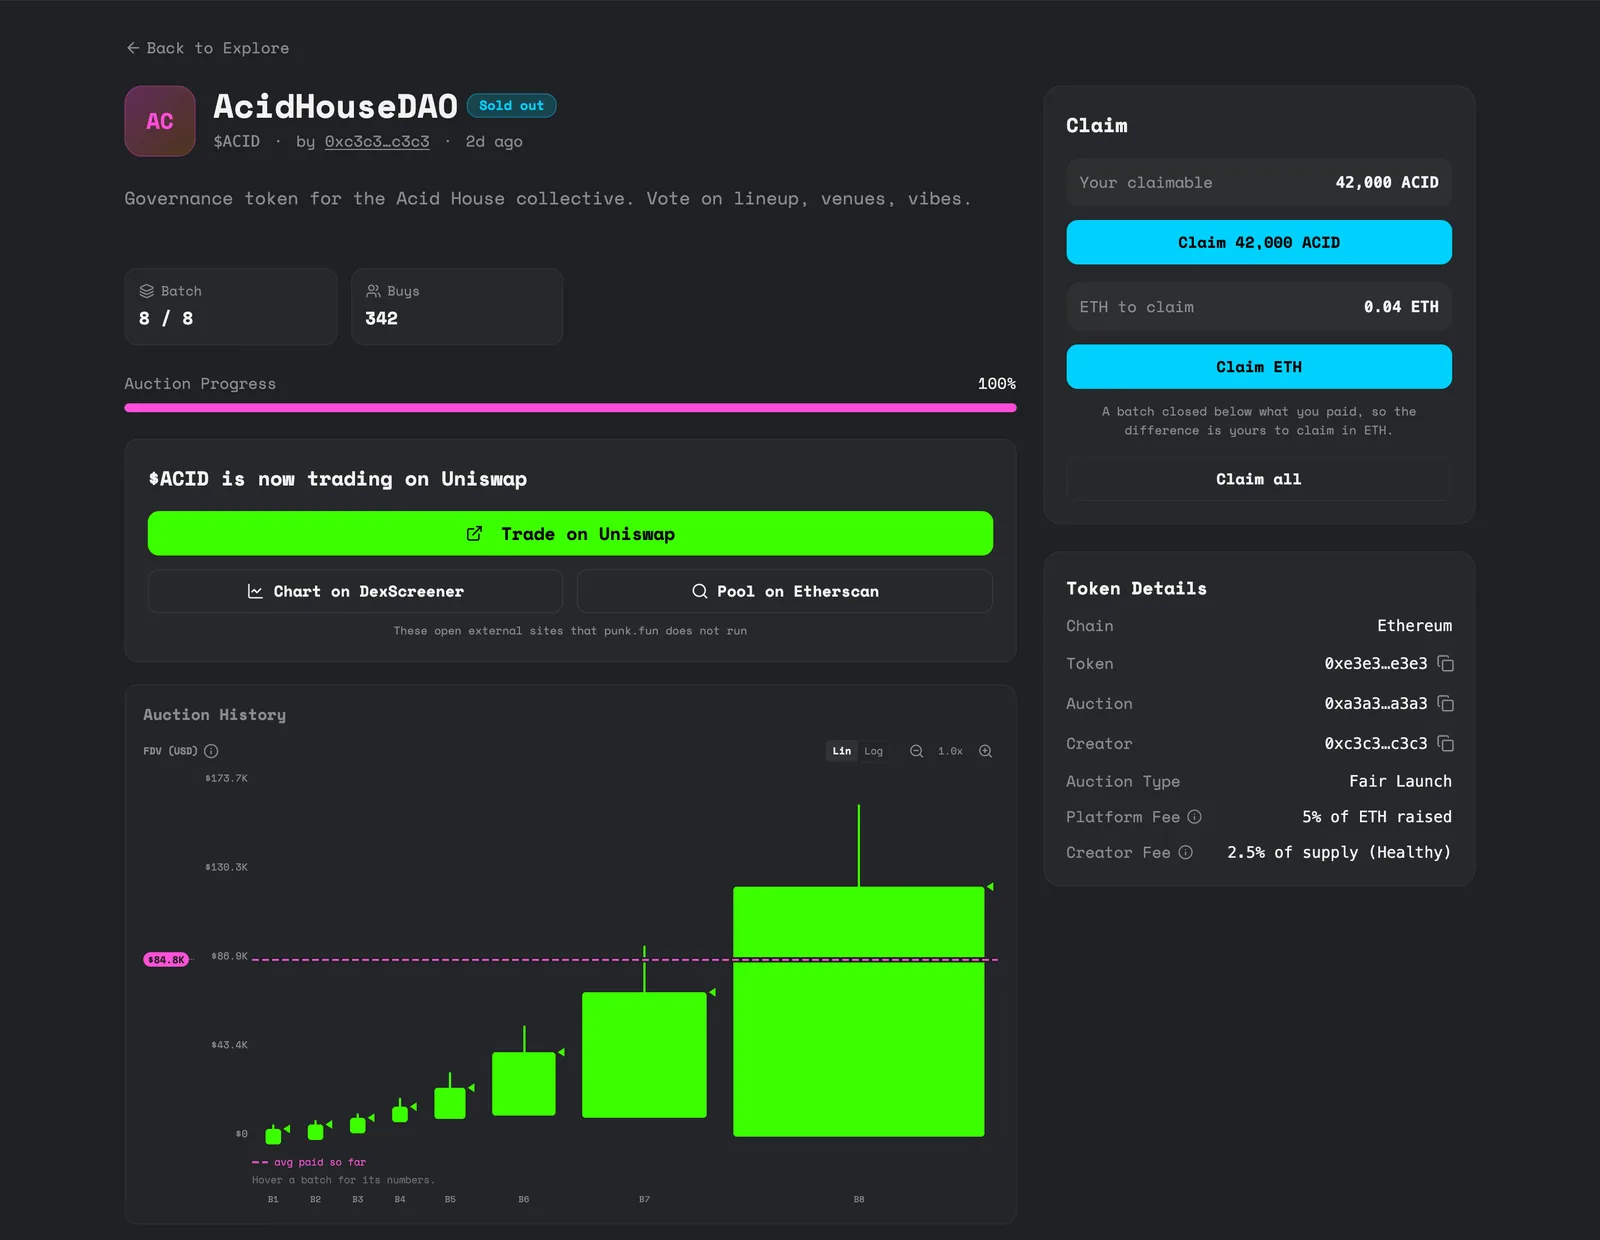 Back to Explore
AC
AcidHouseDAO
Sold out
$ACID · by 0xc3c3…c3c3 · 2d ago
Governance token for the Acid House collective. Vote on lineup, venues, vibes.
Batch
8 / 8
Buys
342
Auction Progress
100%
$ACID is now trading on Uniswap
Trade on Uniswap
Chart on DexScreener
Pool on Etherscan
These open external sites that punk.fun does not run
Auction History
FDV (USD)
Lin
Log
1.0x
$173.7K
$130.3K
$86.9K
$84.8K
$43.4K
$0
avg paid so far
Hover a batch for its numbers.
B1
B2
B3
B4
B5
B6
B7
B8
Claim
Your claimable
42,000 ACID
Claim 42,000 ACID
ETH to claim
0.04 ETH
Claim ETH
A batch closed below what you paid, so the
difference is yours to claim in ETH.
Claim all
Token Details
Chain
Ethereum
Token
0xe3e3…e3e3
Auction
0xa3a3…a3a3
Creator
0xc3c3…c3c3
Auction Type
Fair Launch
Platform Fee
5% of ETH raised
Creator Fee
2.5% of supply (Healthy)